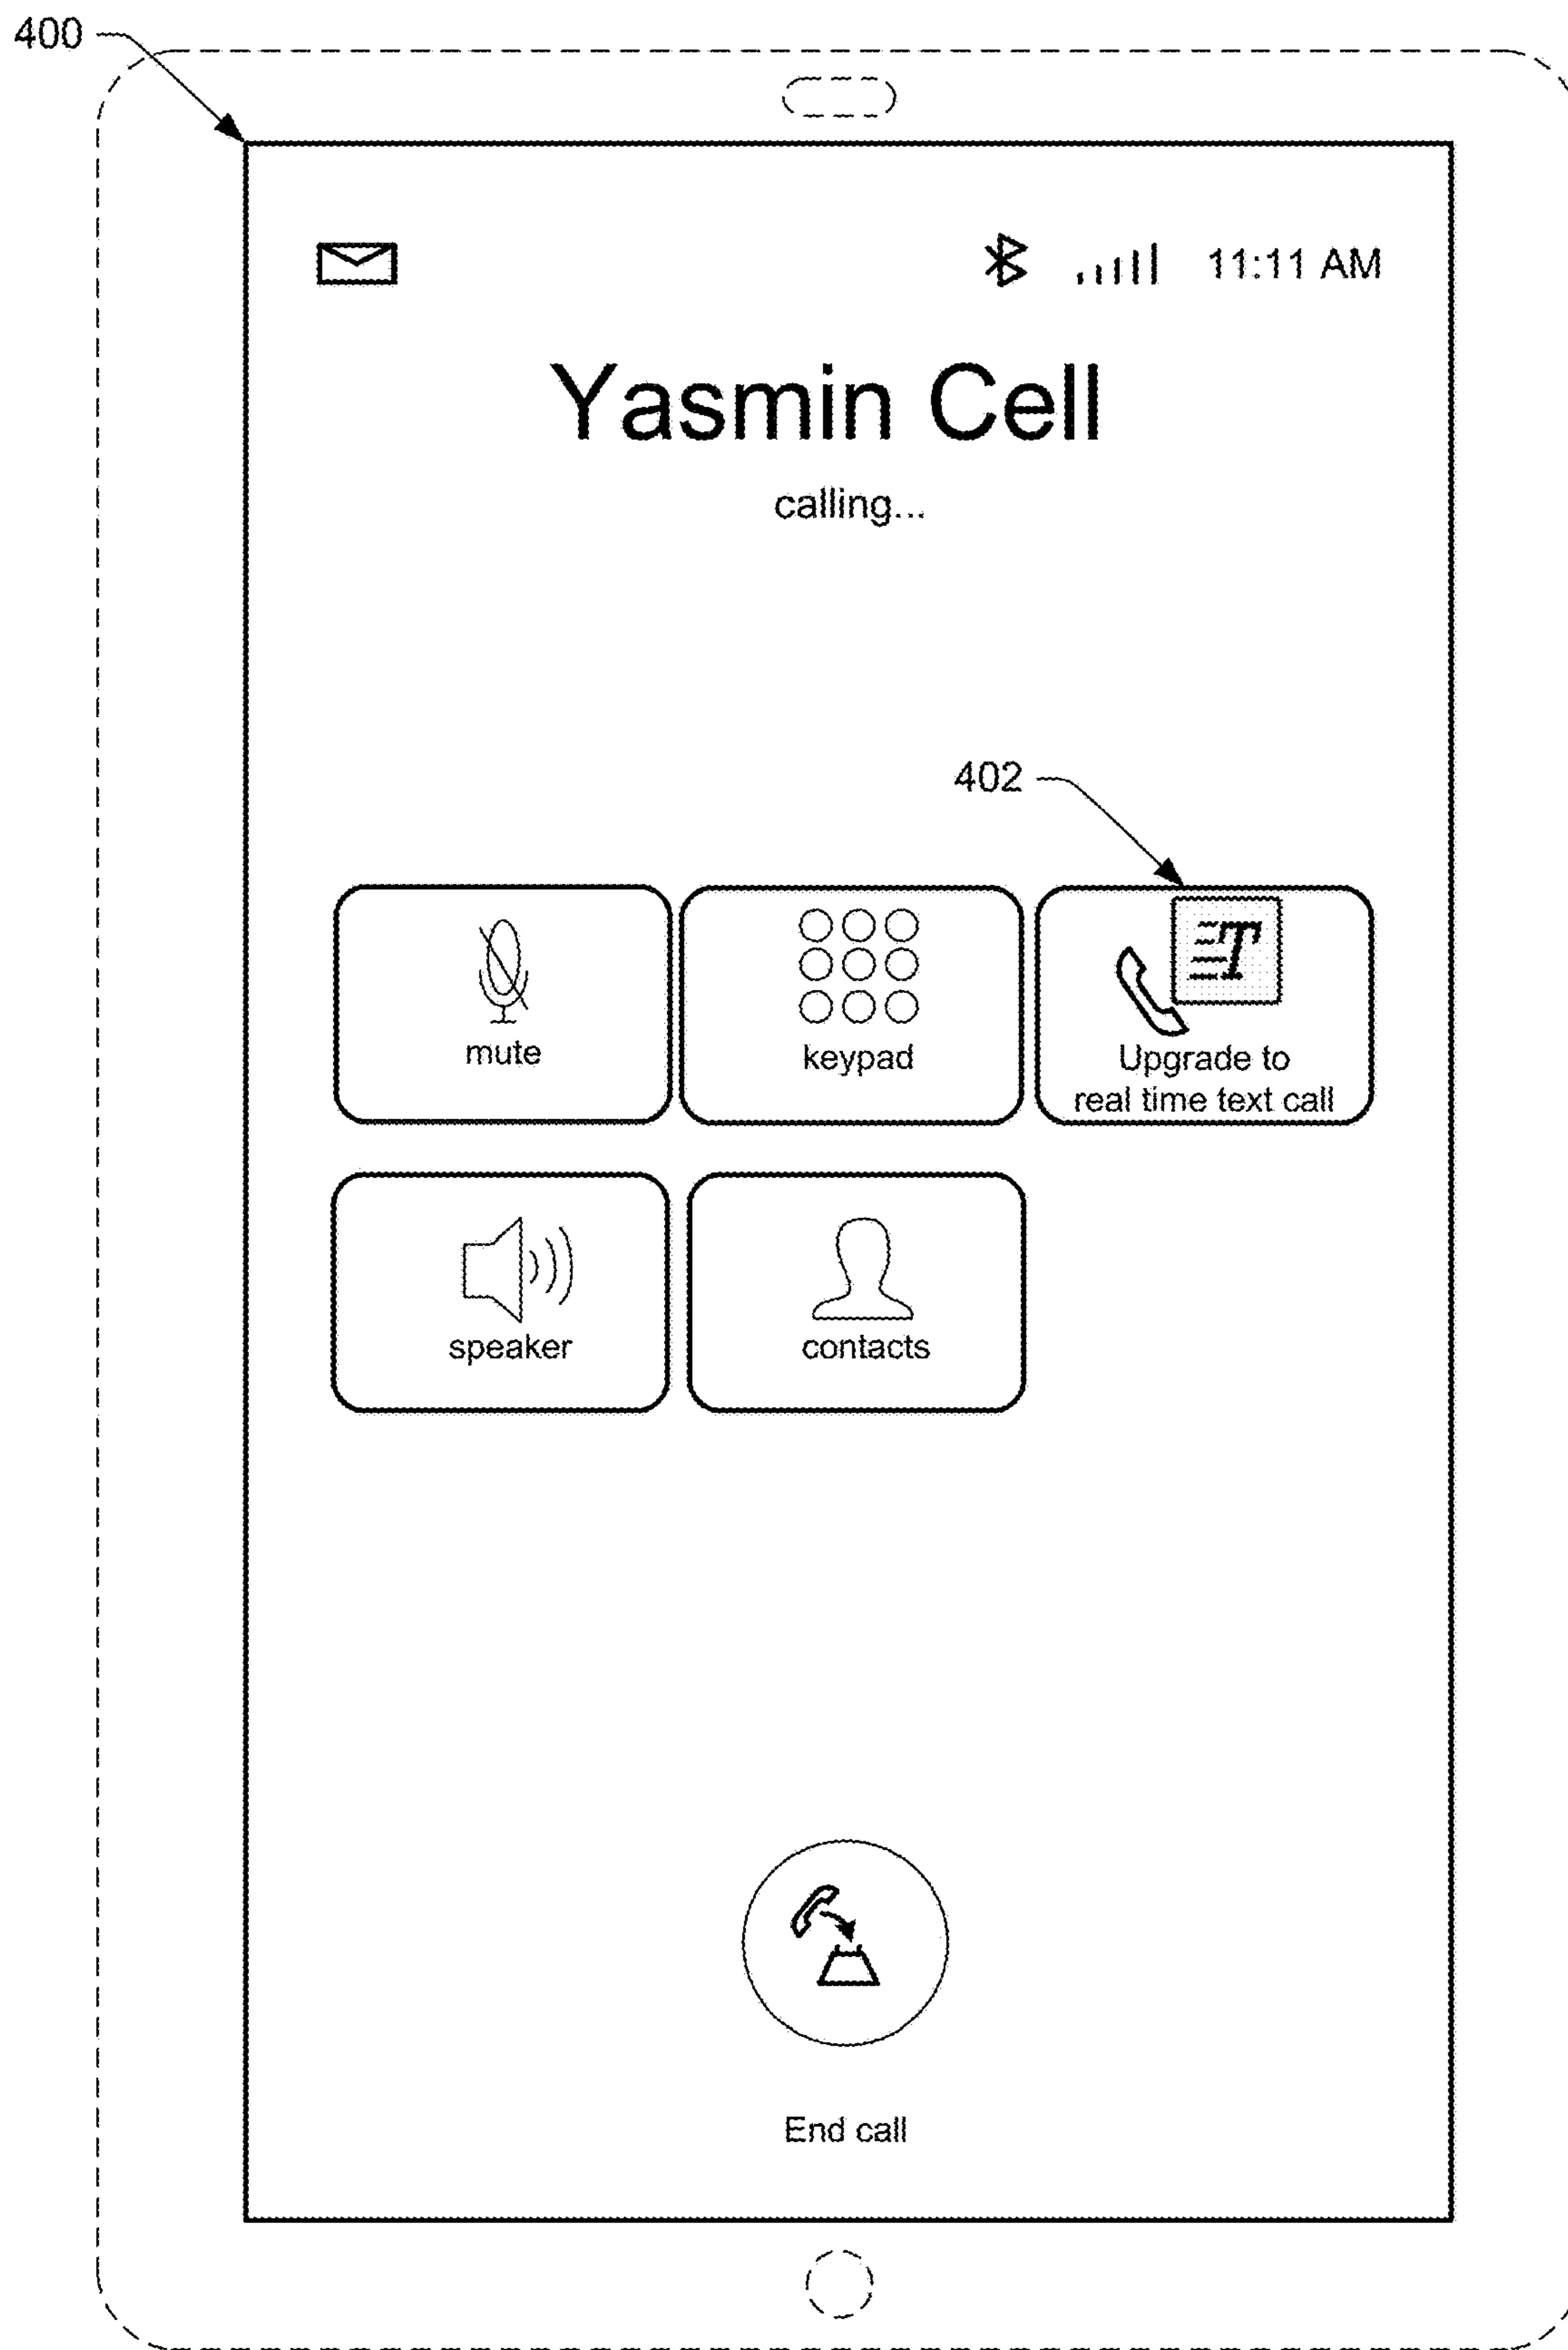 400
11:11 AM
Yasmin Cell
calling...
402
T
mute
keypad
Upgrade to
real time text call
speaker
contacts
End call